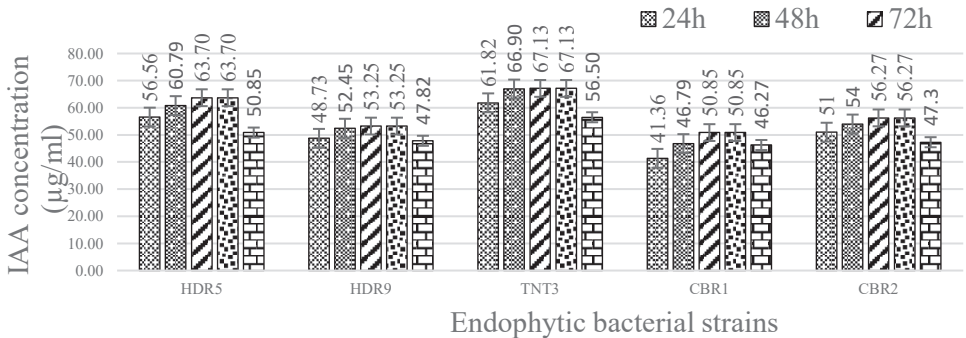 24h 48h 72h
IAA concentration
(µg/ml)
80.00
70.00
60.00
50.00
40.00
30.00
20.00
10.00
0.00
56.56 60.79 63.70 63.70 50.85
48.73 52.45 53.25 53.25 47.82
61.82 66.90 67.13 67.13 56.50
41.36 46.79 50.85 50.85 46.27
51 54 56.27 56.27 47.3
HDR5 HDR9 TNT3 CBR1 CBR2
Endophytic bacterial strains